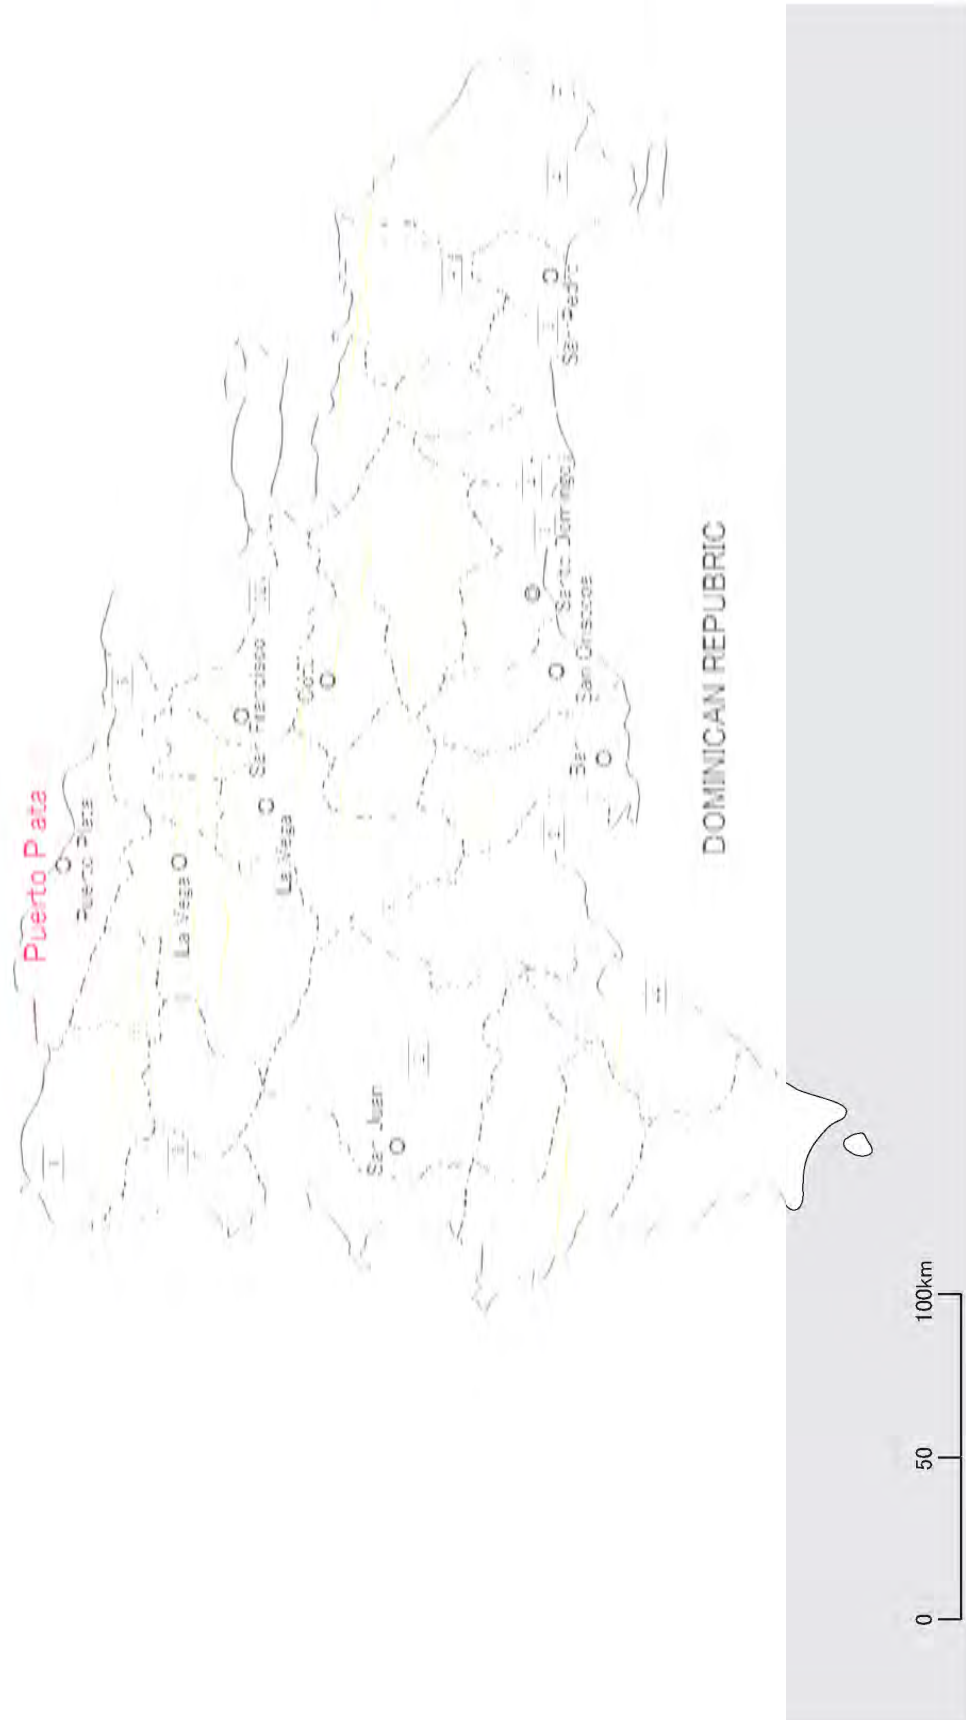 Puerto Plata
Puerto Plata
La Vega
San Francisco
La Vega
San Juan
San Pedro
Santo Domingo
DOMINICAN REPUBRIC
0 50 100km